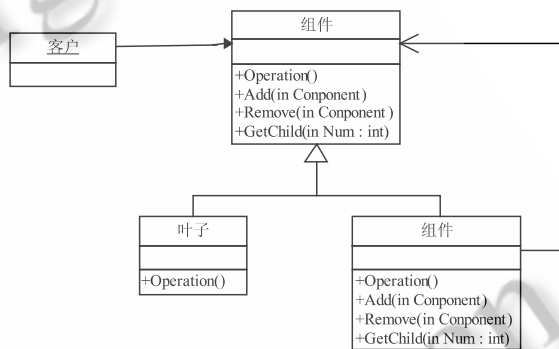 组件
客户
+Operation()
+Add(in Conponent)
+Remove(in Conponent )
+GetChild(in Num : int)
叶子
+Operation()
组件
+Operation()
+Add(in Conponent)
+Remove(in Conponent)
+GetChild(in Num : int)